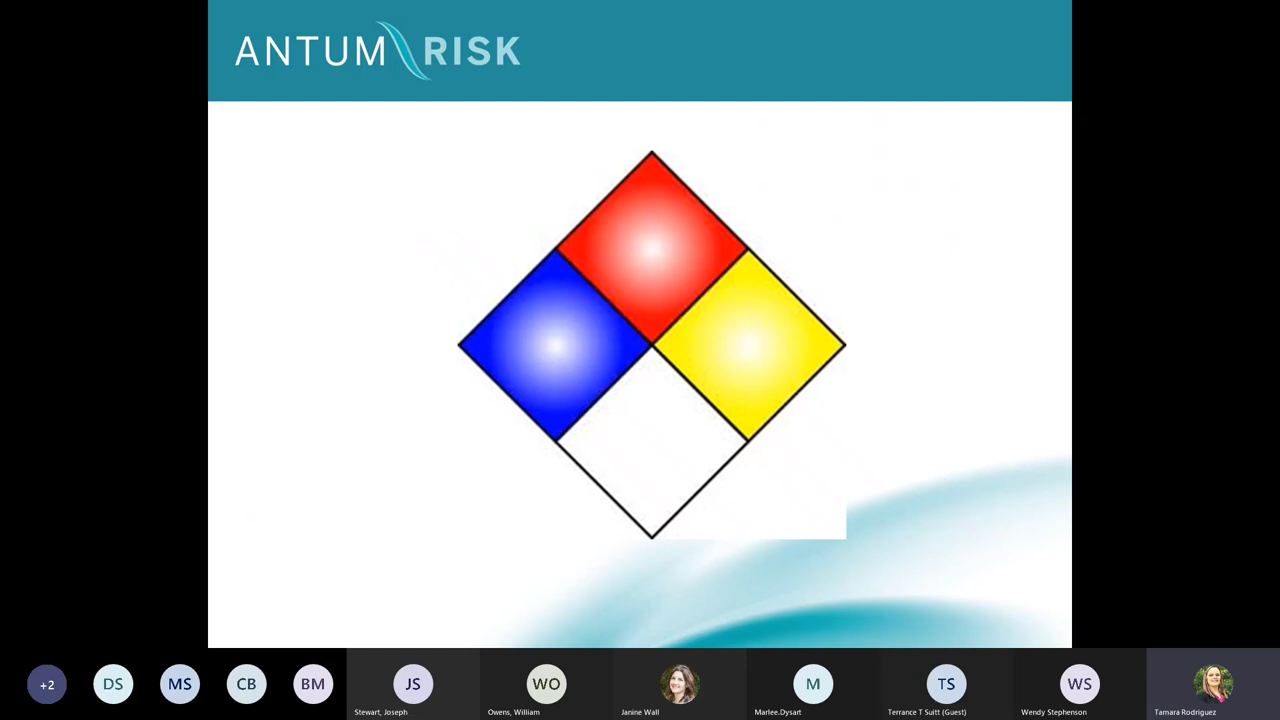 ANTUM RISK
+2
DS
MS
CB
BM
JS
WO
M
TS
WS
Stewart, Joseph
Owens, William
Janine Wall
Marlee.Dysart
Terrance T Suitt (Guest)
Wendy Stephenson
Tamara Rodriguez